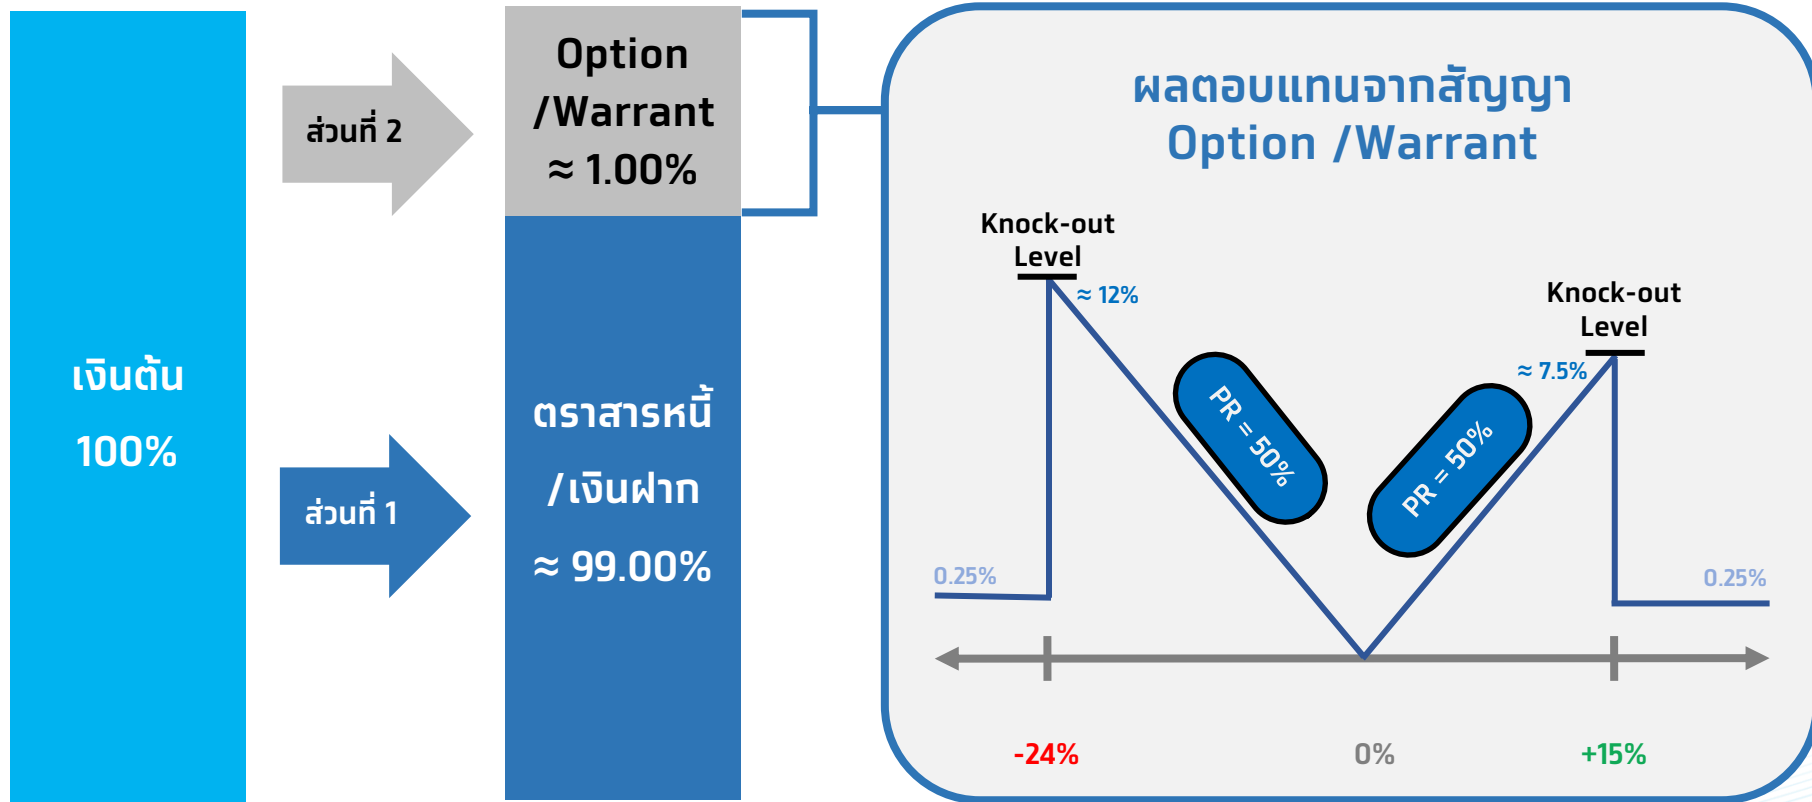 เงินต้น
100%
ส่วนที่ 2
ส่วนที่ 1
Option
/Warrant
≈ 1.00%
ตราสารหนี้
/เงินฝาก
≈ 99.00%
ผลตอบแทนจากสัญญา
Option /Warrant
Knock-out
Level
≈ 12%
Knock-out
Level
≈ 7.5%
PR = 50%
PR = 50%
0.25%
0.25%
-24%
0%
+15%